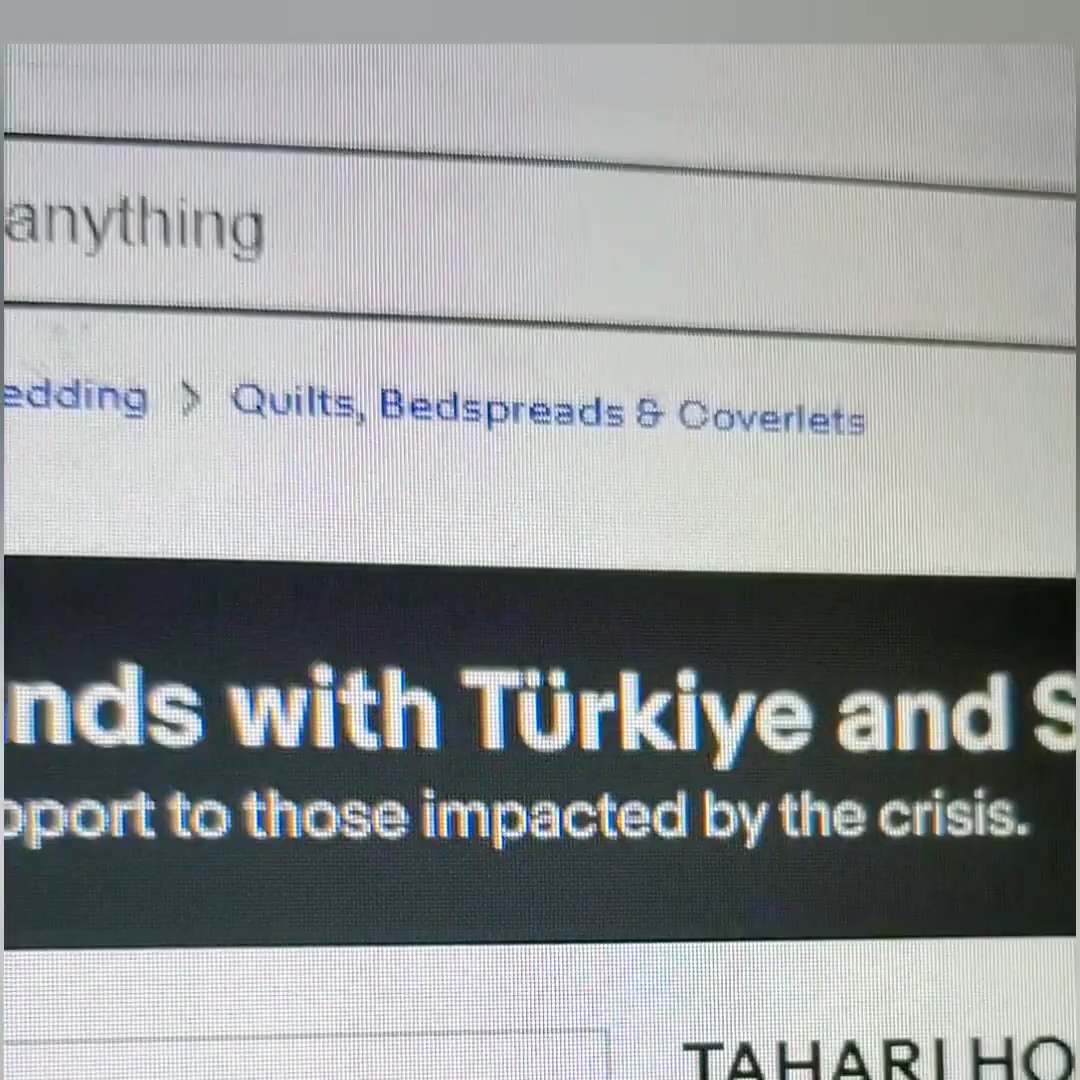 anything
edding > Quilts, Bedspreads & Coverlets
nds with Türkiye and S
pport to those impacted by the crisis.
TAHARI HO